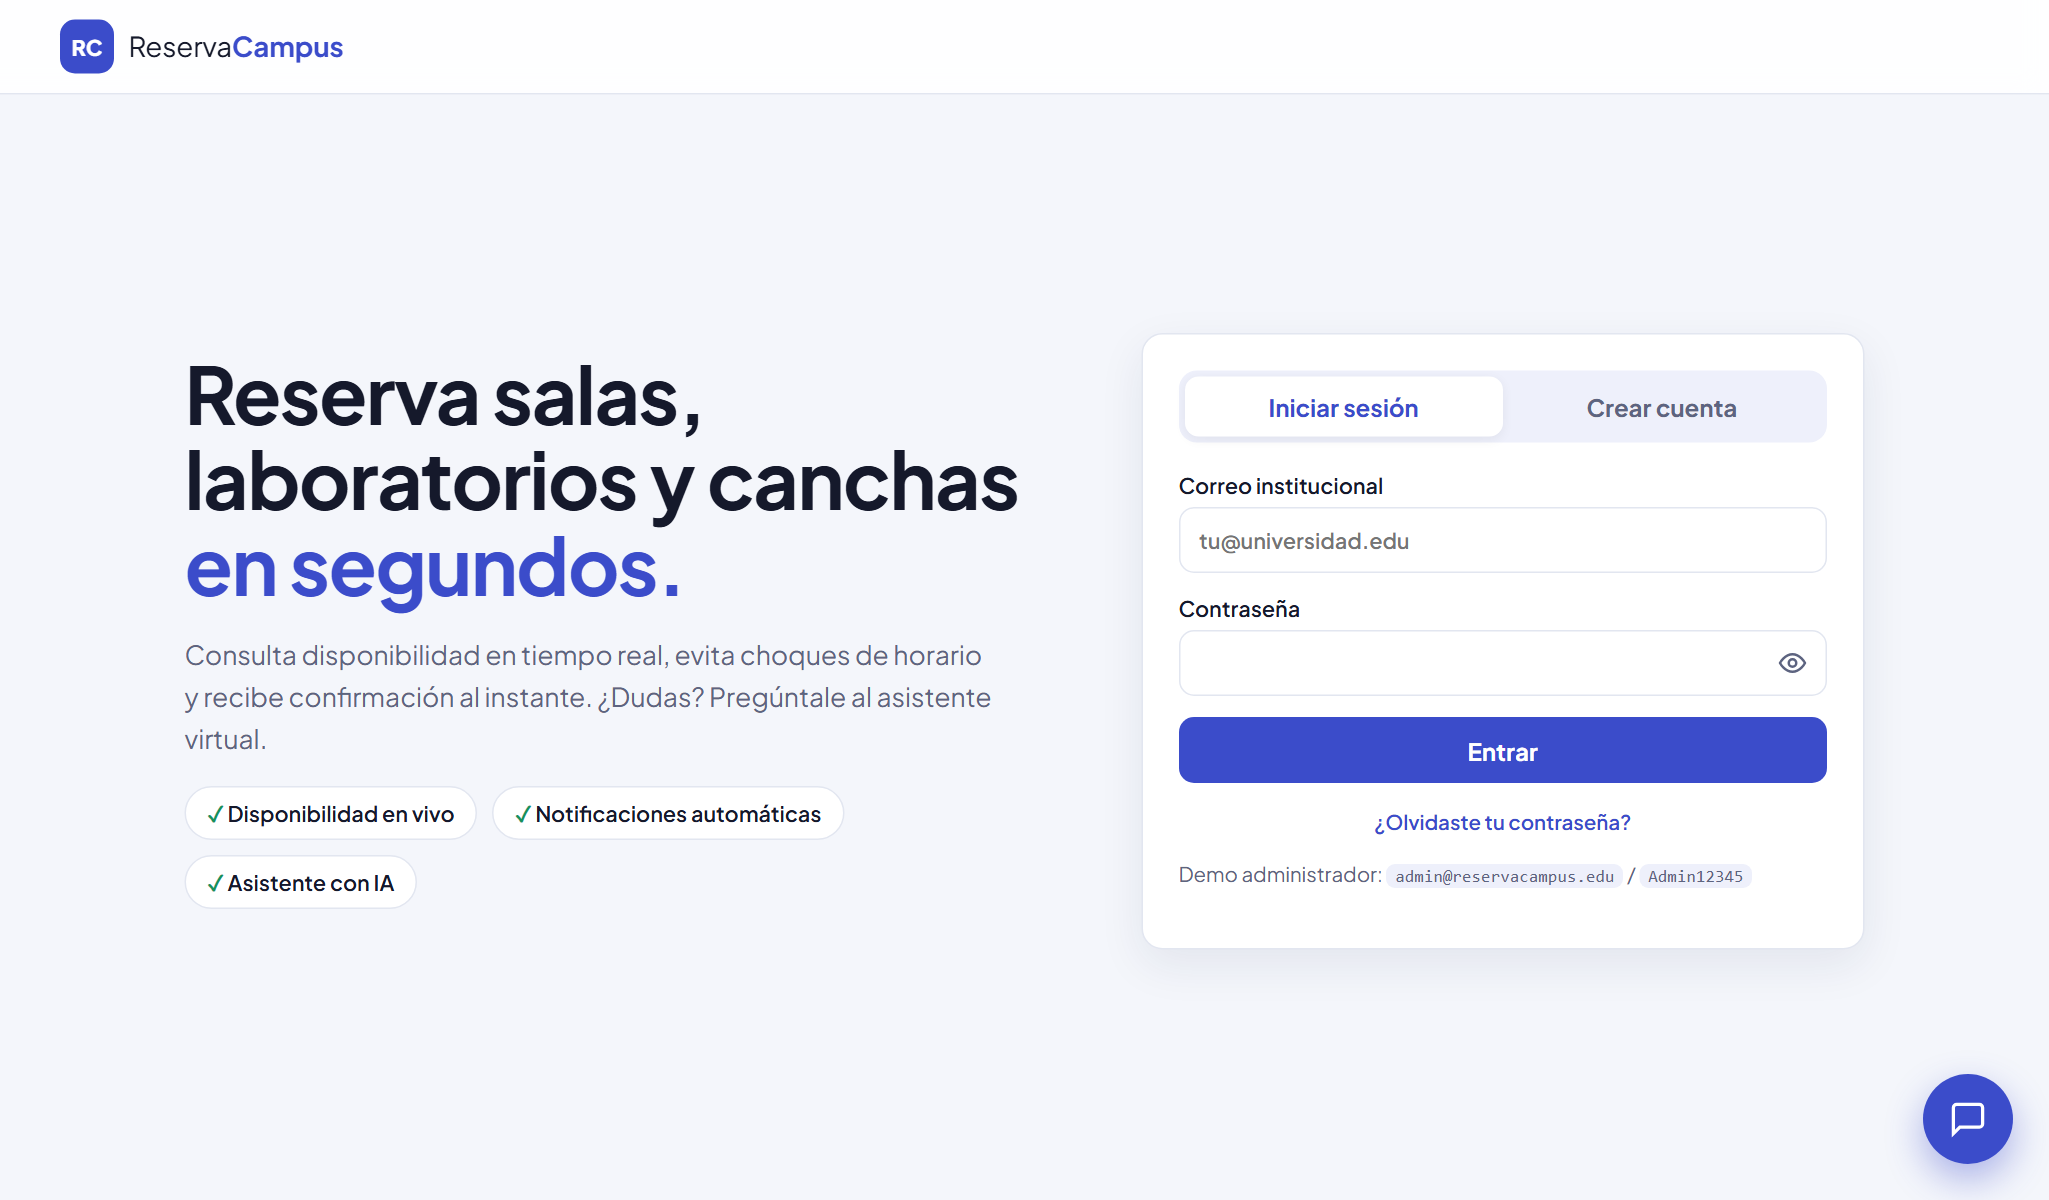 RC ReservaCampus
Reserva salas,
laboratorios y canchas
en segundos.
Consulta disponibilidad en tiempo real, evita choques de horario
y recibe confirmación al instante. ¿Dudas? Pregúntale al asistente
virtual.
✓ Disponibilidad en vivo
✓ Notificaciones automáticas
✓ Asistente con IA
Iniciar sesión
Crear cuenta
Correo institucional
tu@universidad.edu
Contraseña
Entrar
¿Olvidaste tu contraseña?
Demo administrador: admin@reservacampus.edu / Admin12345